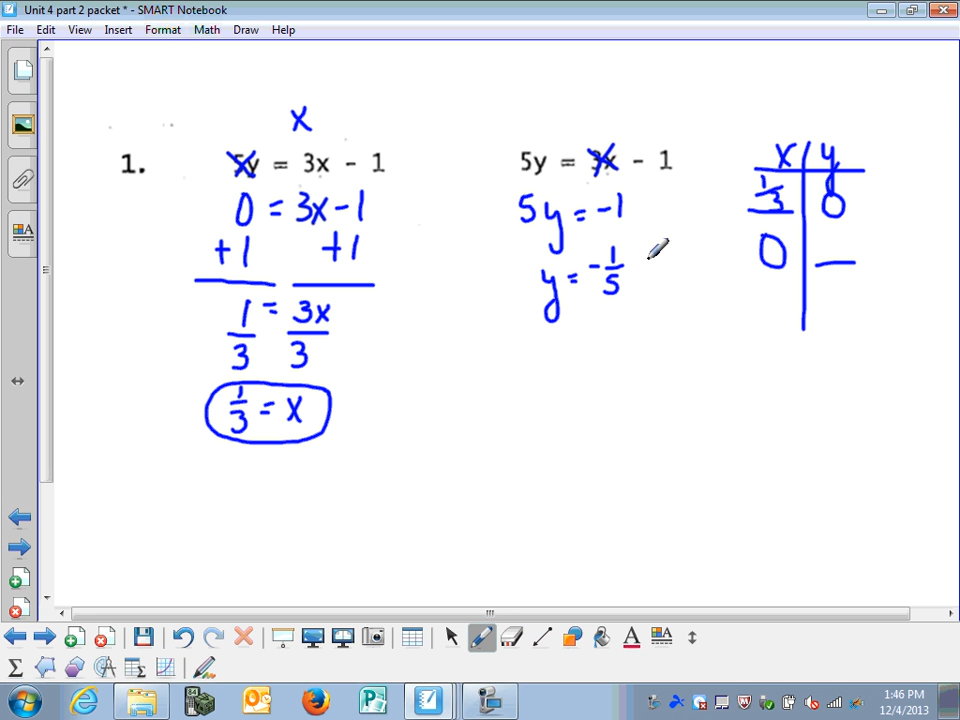 Unit 4 part 2 packet * - SMART Notebook
File Edit View Insert Format Math Draw Help
x
1. 5y = 3x - 1
0 = 3x - 1
+1 +1
1/3 = 3x/3
1/3 = x
5y = 3x - 1
5y = -1
y = -1/5
x y
1/3 0
0 _
1:46 PM
12/4/2013